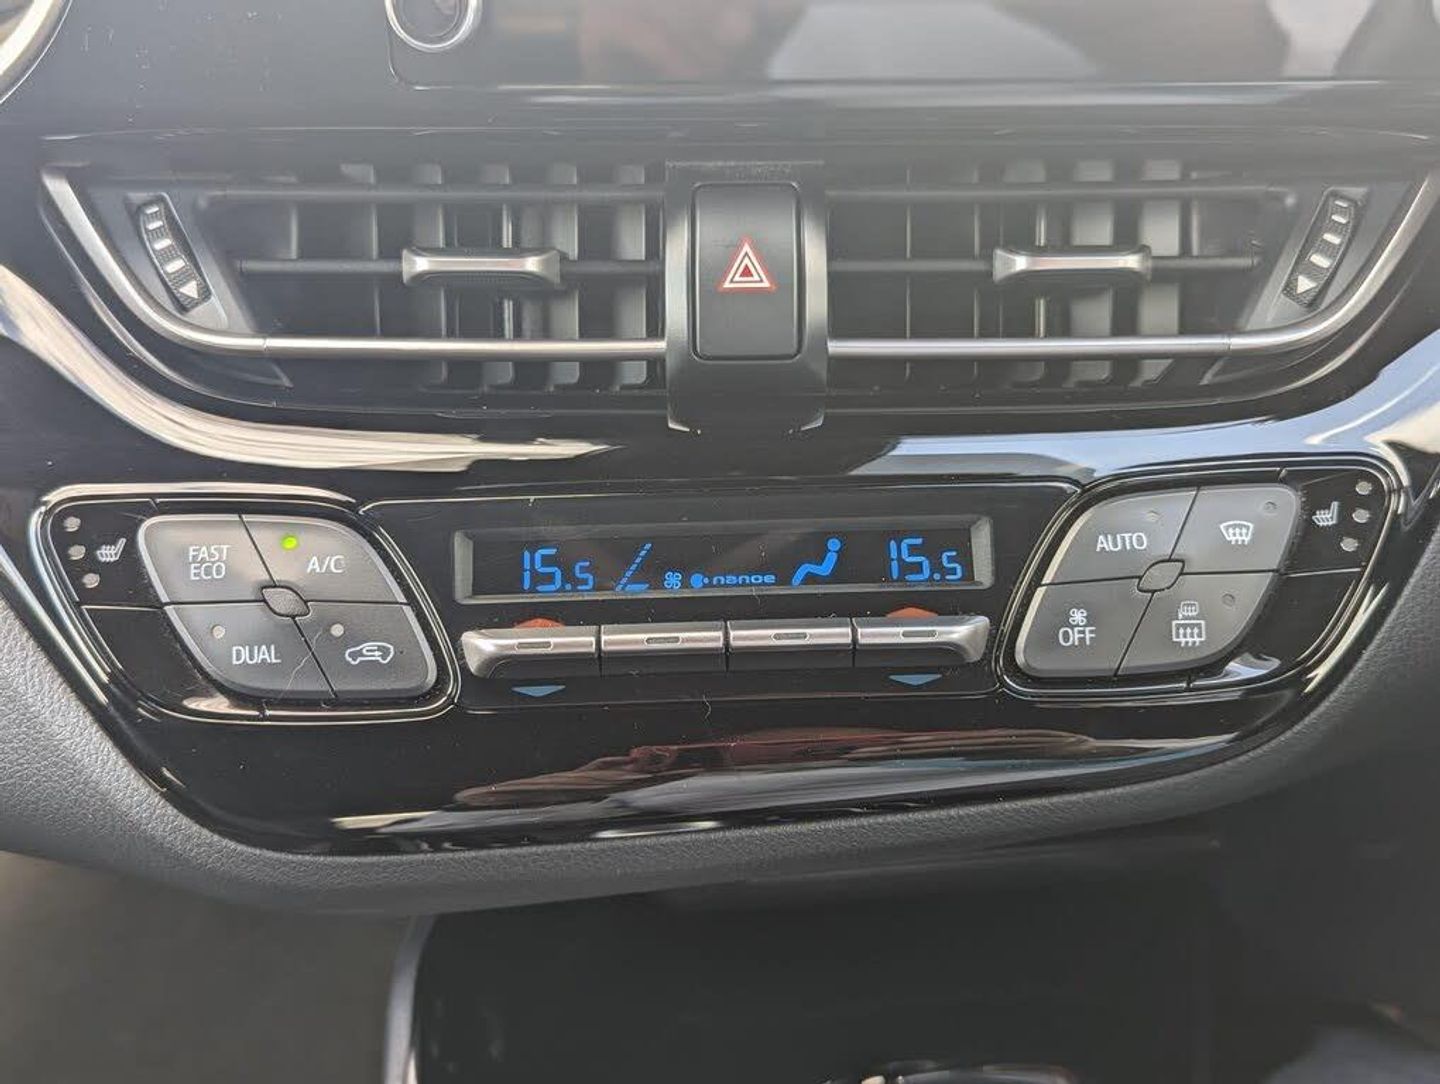 FAST
ECO
A/C
DUAL
15.5
nanoe
15.5
AUTO
OFF